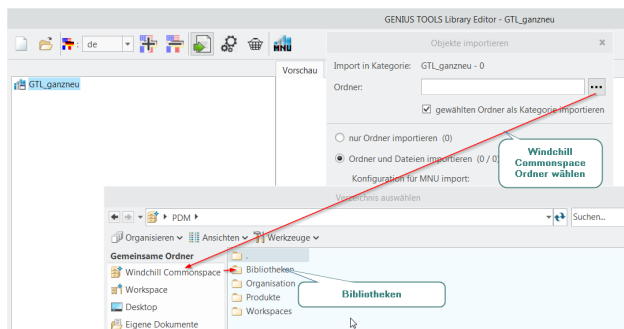 GENIUS TOOLS Library Editor - GTL_ganzneu
: de
MNU
Objekte importieren
Vorschau
Import in Kategorie: GTL_ganzneu - 0
GTL_ganzneu
Ordner:
...
gewählten Ordner als Kategorie importieren
nur Ordner importieren (0)
Ordner und Dateien importieren (0 / 0)
Konfiguration für MNU import:
Windchill
Commonspace
Ordner wählen
Verzeichnis auswählen
PDM
Suchen...
Organisieren Ansichten Werkzeuge
Gemeinsame Ordner
.
Windchill Commonspace
Bibliotheken
Workspace
Organisation
Bibliotheken
Produkte
Desktop
Workspaces
Eigene Dokumente